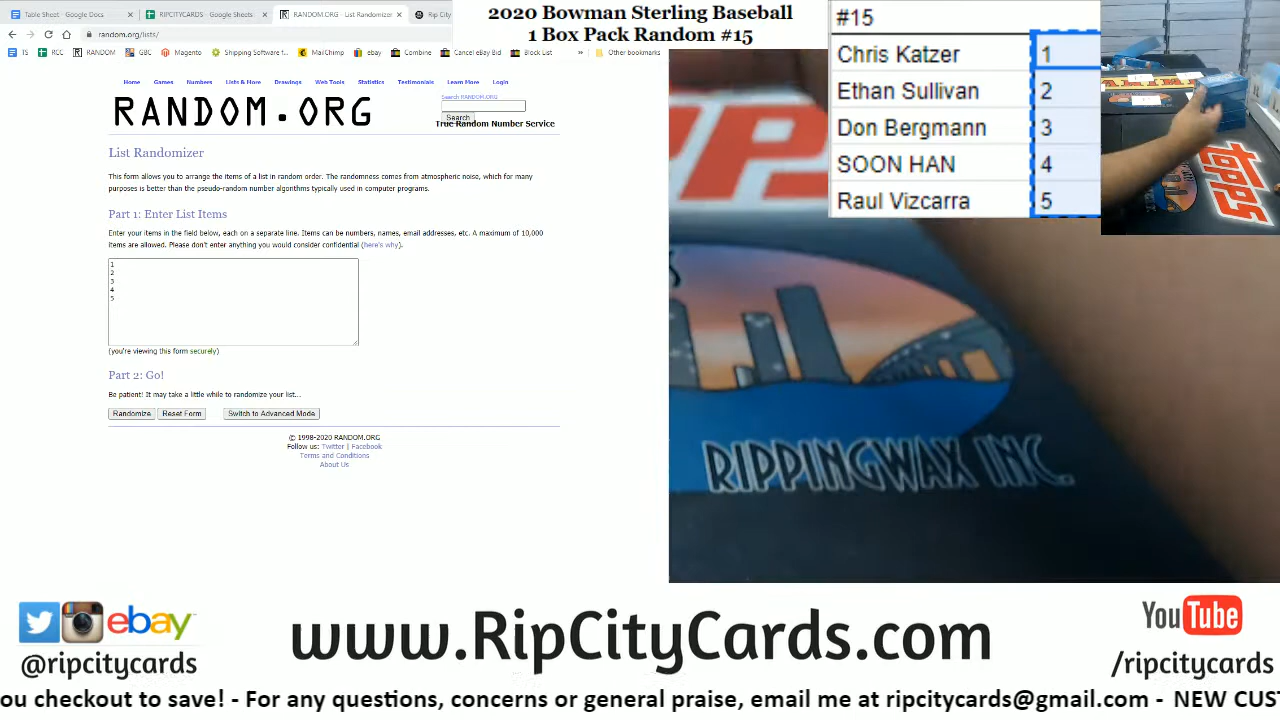 Table Sheet - Google Docs
RIPCITYCARDS - Google Sheets
RANDOM.ORG - List Randomizer
Rip City
random.org/lists/
TS
RCC
RANDOM
GBC
Magento
Shipping Software f...
MailChimp
ebay
Combine
Cancel eBay Bid
Block List
»
Other bookmarks
2020 Bowman Sterling Baseball
1 Box Pack Random #15
#15
Chris Katzer 1
Ethan Sullivan 2
Don Bergmann 3
SOON HAN 4
Raul Vizcarra 5
Home Games Numbers Lists & More Drawings Web Tools Statistics Testimonials Learn More Login
RANDOM.ORG
Search RANDOM.ORG
Search
True Random Number Service
List Randomizer
This form allows you to arrange the items of a list in random order. The randomness comes from atmospheric noise, which for many
purposes is better than the pseudo-random number algorithms typically used in computer programs.
Part 1: Enter List Items
Enter your items in the field below, each on a separate line. Items can be numbers, names, email addresses, etc. A maximum of 10,000
items are allowed. Please don't enter anything you would consider confidential (here's why).
1
2
3
4
5
(you're viewing this form securely)
Part 2: Go!
Be patient! It may take a little while to randomize your list...
Randomize Reset Form Switch to Advanced Mode
© 1998-2020 RANDOM.ORG
Follow us: Twitter | Facebook
Terms and Conditions
About Us
RIPPINGWAX INC.
topps
ebay
@ripcitycards
www.RipCityCards.com
YouTube
/ripcitycards
ou checkout to save! - For any questions, concerns or general praise, email me at ripcitycards@gmail.com - NEW CUS